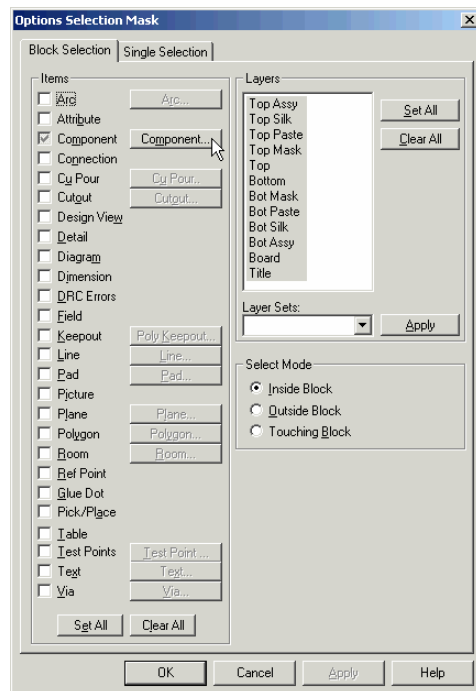 Options Selection Mask
Block Selection Single Selection
Items
Arc Arc...
Attribute
Component Component...
Connection
Cu Pour Cu Pour..
Cutout Cutout...
Design View
Detail
Diagram
Dimension
DRC Errors
Field
Keepout Poly Keepout...
Line Line...
Pad Pad...
Picture
Plane Plane...
Polygon Polygon...
Room Room...
Ref Point
Glue Dot
Pick/Place
Table
Test Points Test Point ...
Text Text...
Via Via...
Set All Clear All
Layers
Top Assy
Top Silk
Top Paste
Top Mask
Top
Bottom
Bot Mask
Bot Paste
Bot Silk
Bot Assy
Board
Title
Set All
Clear All
Layer Sets:
Apply
Select Mode
Inside Block
Outside Block
Touching Block
OK Cancel Apply Help